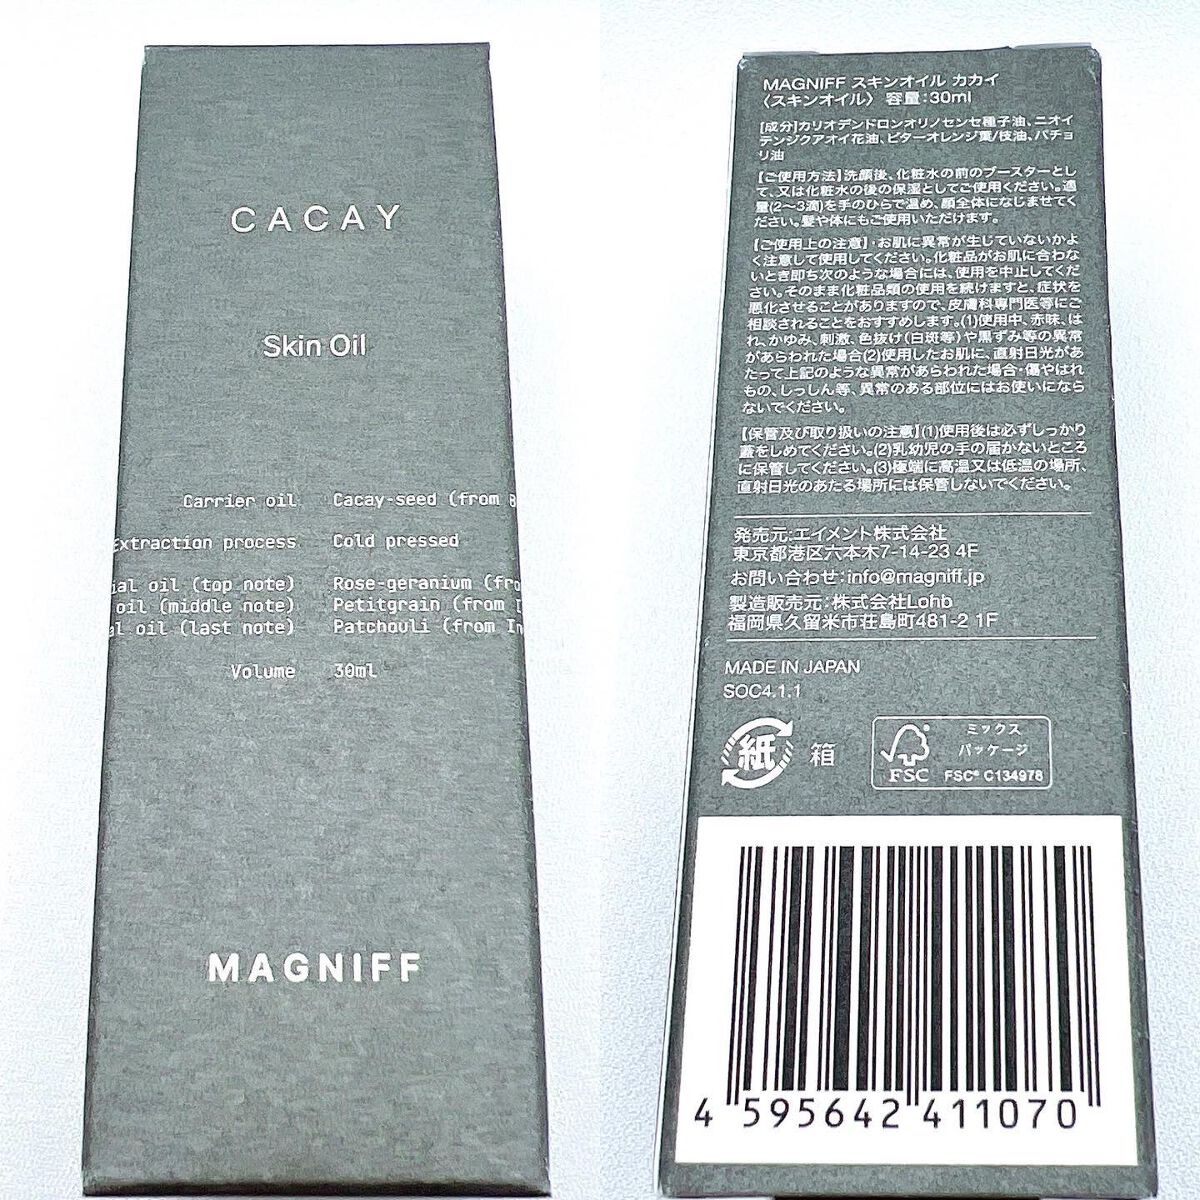 CACAY
Skin Oil
Carrier oil Cacay-seed (from
Extraction process Cold pressed
oil (top note) Rose-geranium
oil (middle note) Petitgrain (from
oil (last note) Patchouli (from
Volume 30ml
MAGNIFF
MAGNIFF スキンオイル カカイ
〈スキンオイル〉 容量:30ml
[成分]カリオデンドロンオリノセンセ種子油、ニオイ
テンジクアオイ花油、ビターオレンジ葉/枝油、パチョ
リ油
【ご使用方法】洗顔後、化粧水の前のブースターとし
て、又は化粧水の後の保湿としてご使用ください。適
量(2〜3滴)を手のひらで温め、顔全体になじませてく
ださい。髪や体にもご使用いただけます。
【ご使用上の注意】・お肌に異常が生じていないかよ
く注意して使用してください。化粧品がお肌に合わな
いとき即ち次のような場合には、使用を中止してくだ
さい。そのまま化粧品類の使用を続けますと、症状を
悪化させることがありますので、皮膚科専門医等にご
相談されることをおすすめします。(1)使用中、赤味、は
れ、かゆみ、刺激、色抜け(白斑等)や黒ずみ等の異常
があらわれた場合(2)使用したお肌に、直射日光があ
たって上記のような異常があらわれた場合・傷やはれ
もの、しっしん等、異常のある部位にはお使いになら
ないでください。
【保管及び取り扱いの注意】(1)使用後は必ずしっかり
蓋をしめてください。(2)乳幼児の手の届かないところ
に保管してください。(3)極端に高温又は低温の場所、
直射日光のあたる場所には保管しないでください。
発売元:エイメント株式会社
東京都港区六本木7-14-23 4F
お問い合わせ:info@magniff.jp
製造販売元:株式会社Lohb
福岡県久留米市荘島町481-2 1F
MADE IN JAPAN
SOC4.1.1
紙 箱
FSC ミックス
パッケージ
FSC® C134978
4 595642 411070